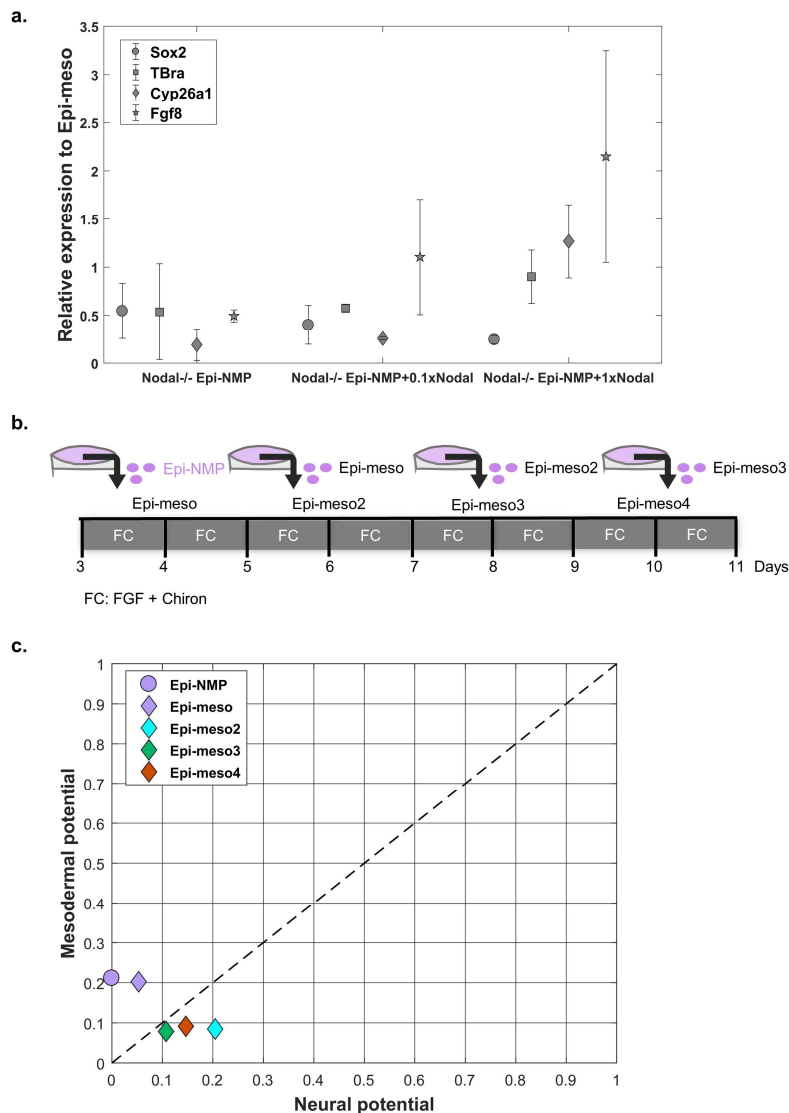 a.
Relative expression to Epi-meso
3.5
3
2.5
2
1.5
1
0.5
0
Sox2
TBra
Cyp26a1
Fgf8
Nodal-/- Epi-NMP
Nodal-/- Epi-NMP+0.1xNodal
Nodal-/- Epi-NMP+1xNodal
b.
Epi-NMP
Epi-meso
Epi-meso2
Epi-meso3
Epi-meso
Epi-meso2
Epi-meso3
Epi-meso4
FC FC FC FC FC FC FC FC
3 4 5 6 7 8 9 10 11 Days
FC: FGF + Chiron
c.
Mesodermal potential
1
0.9
0.8
0.7
0.6
0.5
0.4
0.3
0.2
0.1
0
Epi-NMP
Epi-meso
Epi-meso2
Epi-meso3
Epi-meso4
0 0.1 0.2 0.3 0.4 0.5 0.6 0.7 0.8 0.9 1
Neural potential